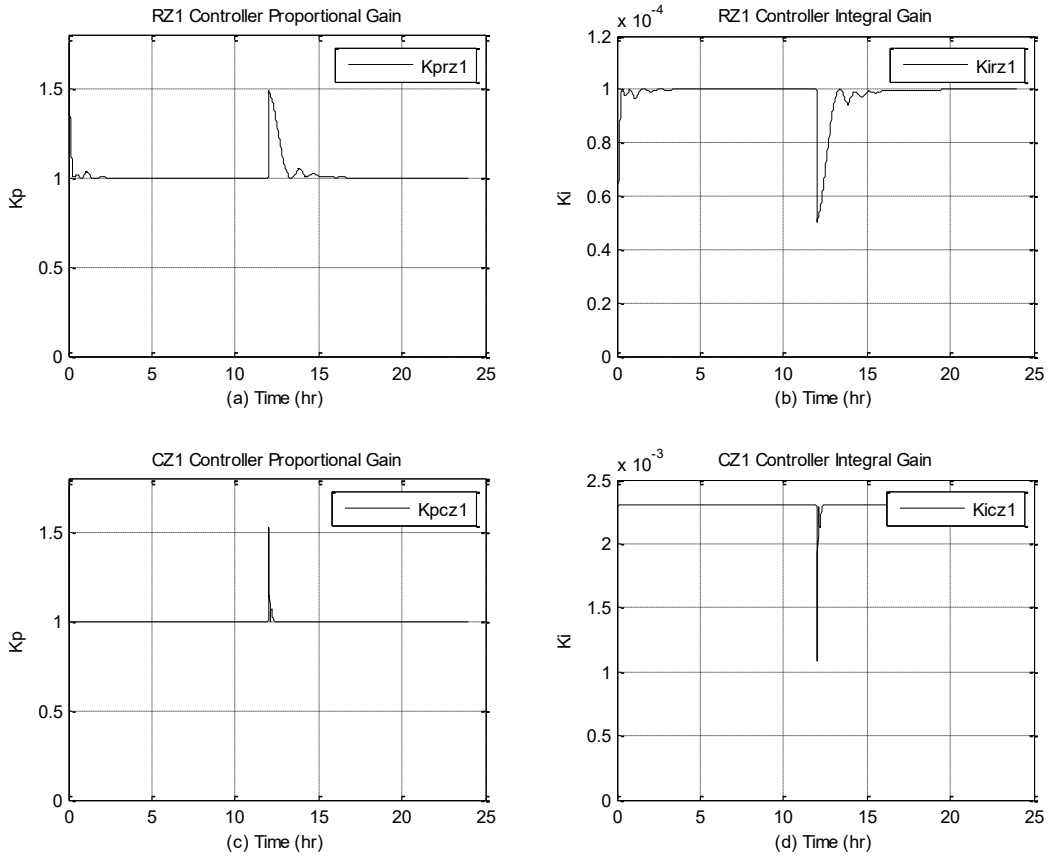 RZ1 Controller Proportional Gain
Kprz1
1.5
1
0.5
0
Kp
0 5 10 15 20 25
(a) Time (hr)
RZ1 Controller Integral Gain
x 10-4
Kirz1
1.2
1
0.8
0.6
0.4
0.2
0
Ki
0 5 10 15 20 25
(b) Time (hr)
CZ1 Controller Proportional Gain
Kpcz1
1.5
1
0.5
0
Kp
0 5 10 15 20 25
(c) Time (hr)
CZ1 Controller Integral Gain
x 10-3
Kicz1
2.5
2
1.5
1
0.5
0
Ki
0 5 10 15 20 25
(d) Time (hr)